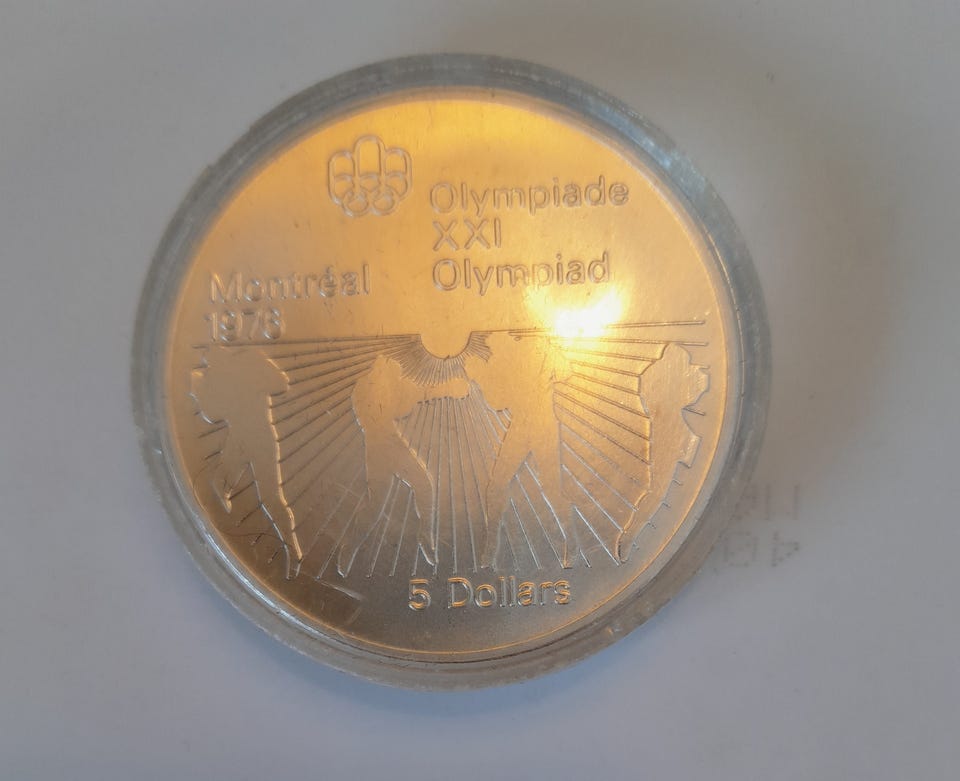 Olympiade
XXI
Olympiad
Montréal
1976
5 Dollars